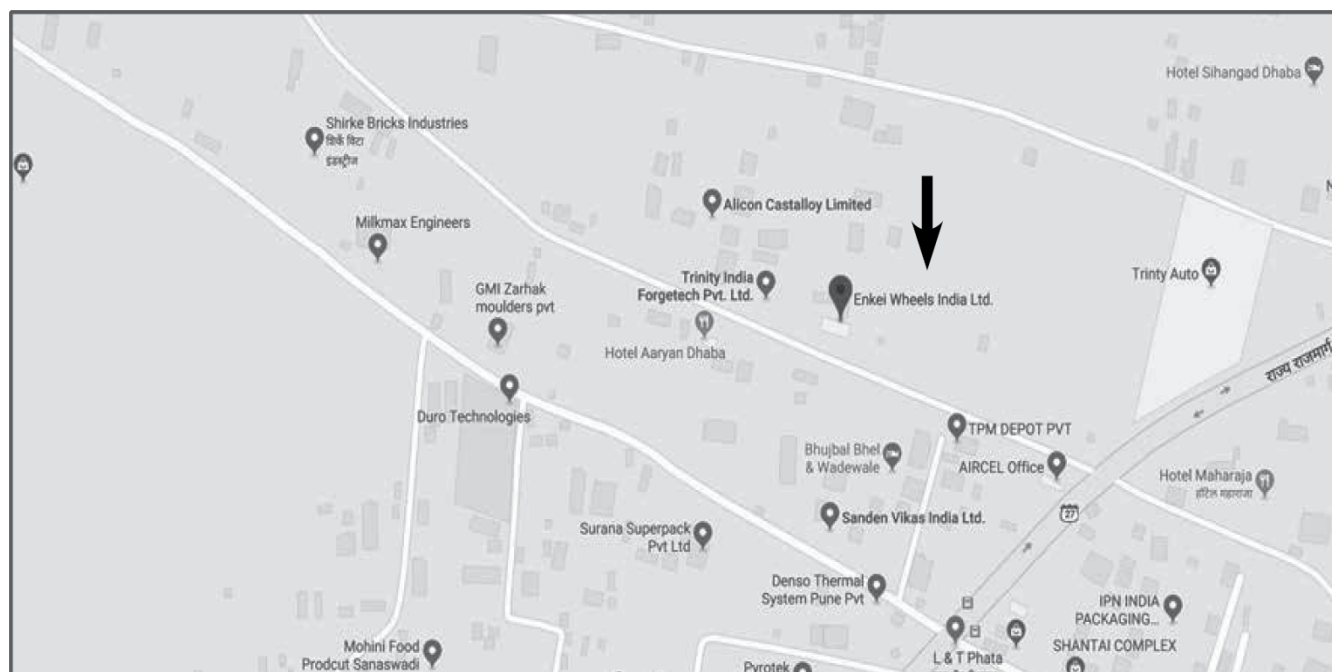 Hotel Sihangad Dhaba
Shirke Bricks Industries
शिर्के विटा
इंडस्ट्रीज
Alicon Castalloy Limited
Milkmax Engineers
Trinity India
Forgetech Pvt. Ltd.
Trinty Auto
GMI Zarhak
moulders pvt
Enkei Wheels India Ltd.
Hotel Aaryan Dhaba
राज्य राजमार्ग
Duro Technologies
TPM DEPOT PVT
Bhujbal Bhel
& Wadewale
AIRCEL Office
Hotel Maharaja
हॉटेल महाराजा
27
Sanden Vikas India Ltd.
Surana Superpack
Pvt Ltd
Denso Thermal
System Pune Pvt
IPN INDIA
PACKAGING...
SHANTAI COMPLEX
Mohini Food
Prodcut Sanaswadi
L & T Phata
Pyrotek